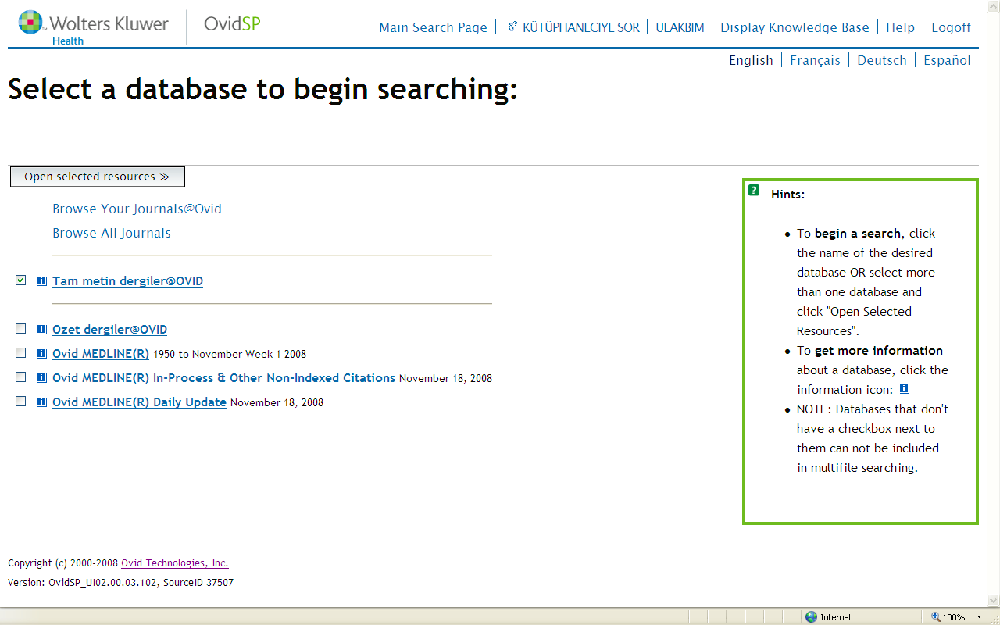 Wolters Kluwer
Health
OvidSP
Main Search Page
KÜTÜPHANECIYE SOR
ULAKBIM
Display Knowledge Base
Help
Logoff
English
Français
Deutsch
Español
Select a database to begin searching:
Open selected resources ≫
Browse Your Journals@Ovid
Browse All Journals
Tam metin dergiler@OVID
Ozet dergiler@OVID
Ovid MEDLINE(R) 1950 to November Week 1 2008
Ovid MEDLINE(R) In-Process & Other Non-Indexed Citations November 18, 2008
Ovid MEDLINE(R) Daily Update November 18, 2008
Hints:
To begin a search, click
the name of the desired
database OR select more
than one database and
click "Open Selected
Resources".
To get more information
about a database, click the
information icon:
NOTE: Databases that don't
have a checkbox next to
them can not be included
in multifile searching.
Copyright (c) 2000-2008 Ovid Technologies, Inc.
Version: OvidSP_UI02.00.03.102, SourceID 37507
Internet
100%